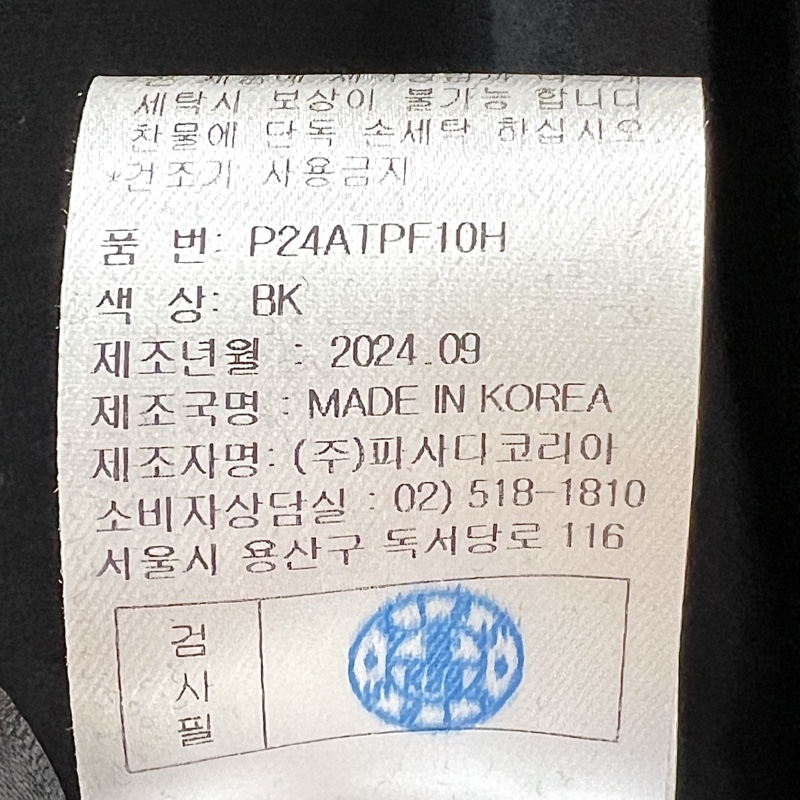 세탁시 보상이 불가능 합니다
찬물에 단독 손세탁 하십시오.
*건조기 사용금지
품 번: P24ATPF10H
색 상: BK
제조년월 : 2024.09
제조국명 : MADE IN KOREA
제조자명: (주)파사디코리아
소비자상담실 : 02) 518-1810
서울시 용산구 독서당로 116
검
사
필